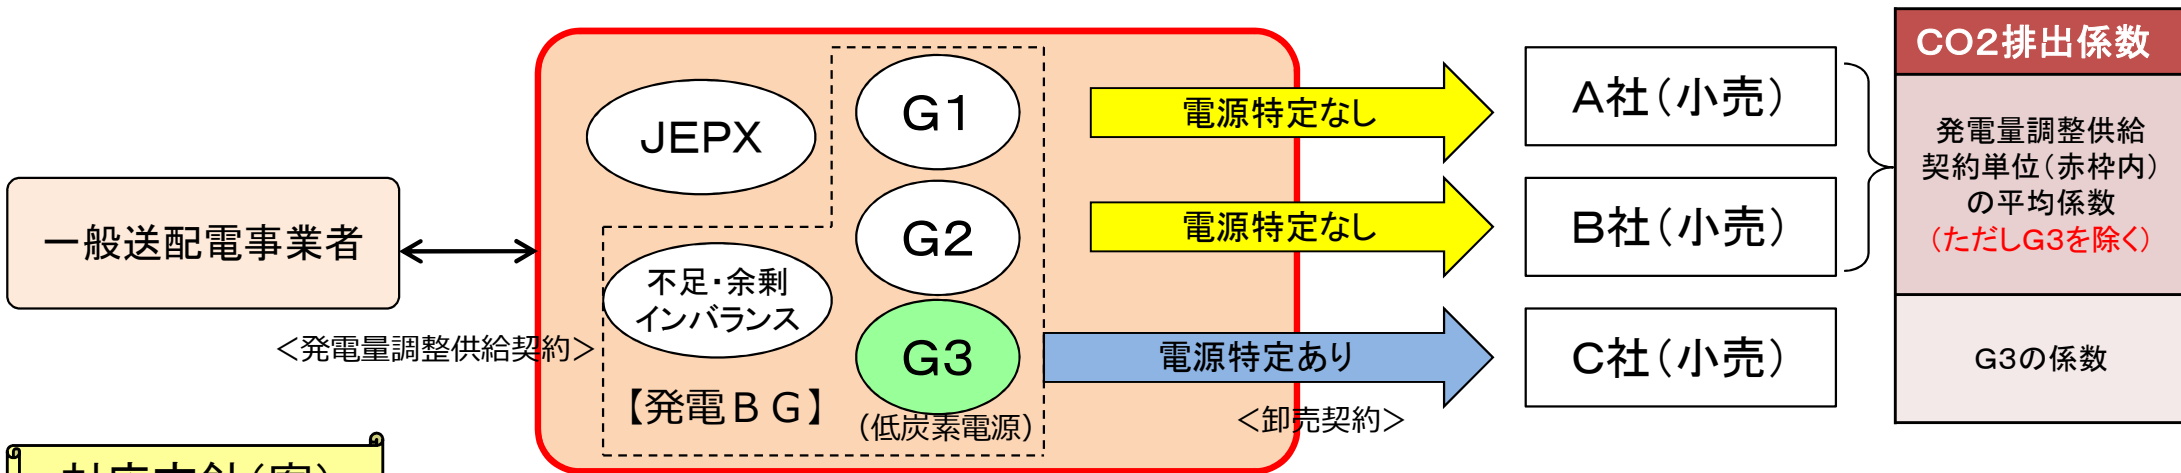 一般送配電事業者
＜発電量調整供給契約＞
JEPX
不足・余剰
インバランス
【発電ＢＧ】
G1
G2
G3
（低炭素電源）
電源特定なし
電源特定なし
電源特定あり
＜卸売契約＞
A社（小売）
B社（小売）
C社（小売）
CO2排出係数
発電量調整供給
契約単位（赤枠内）
の平均係数
（ただしG3を除く）
G3の係数